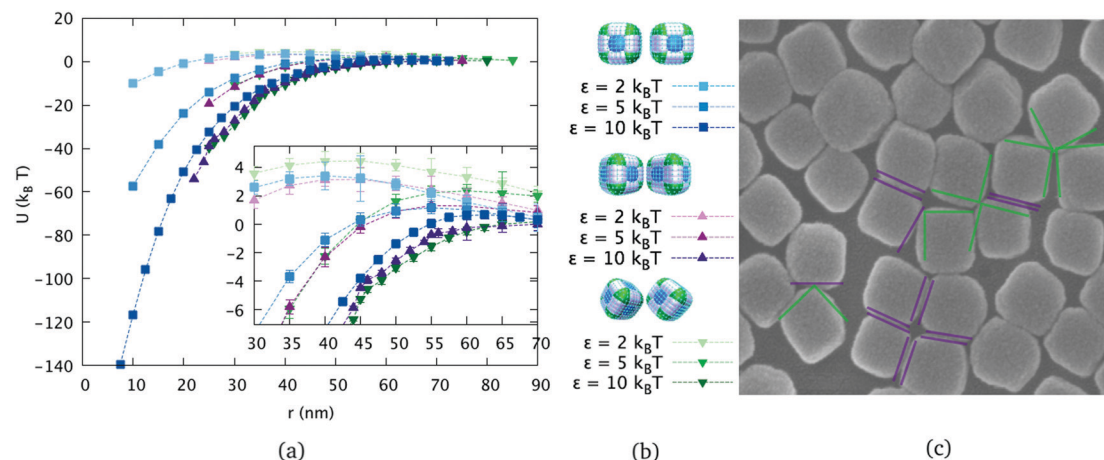 20
0
−20
−40
−60
−80
−100
−120
−140
U (k_B T)
0
10
20
30
40
50
60
70
80
90
r (nm)
4
2
0
−2
−4
−6
30
35
40
45
50
55
60
65
70
(a)
ε = 2 k_BT
ε = 5 k_BT
ε = 10 k_BT
ε = 2 k_BT
ε = 5 k_BT
ε = 10 k_BT
ε = 2 k_BT
ε = 5 k_BT
ε = 10 k_BT
(b)
(c)